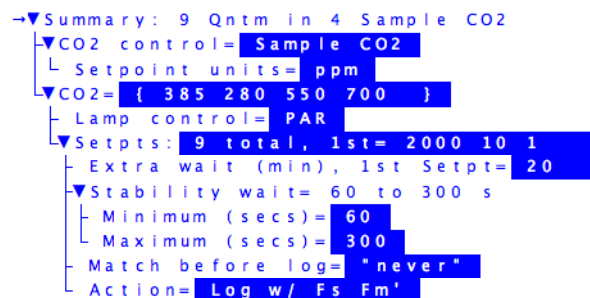 →▼Summary: 9 Qntm in 4 Sample CO2
▼CO2 control= Sample CO2
Setpoint units= ppm
▼CO2= { 385 280 550 700 }
Lamp control= PAR
▼Setpts: 9 total, 1st= 2000 10 1
Extra wait (min), 1st Setpt= 20
▼Stability wait= 60 to 300 s
Minimum (secs)= 60
Maximum (secs)= 300
Match before log= "never"
Action= Log w/ Fs Fm'